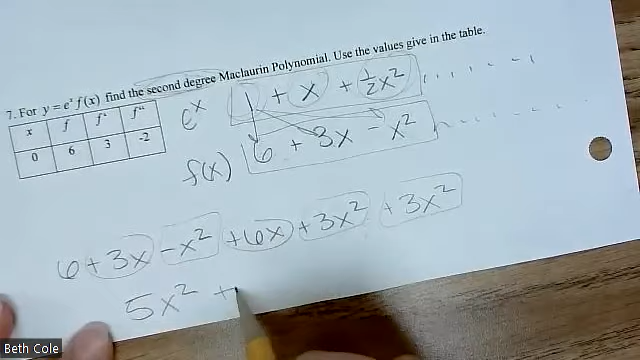 7. For y = eˣ f(x) find the second degree Maclaurin Polynomial. Use the values give in the table.
x f f' f"
0 6 3 -2
eˣ 1 + x + ½x²
f(x) 6 + 3x - x²
6 + 3x - x² + 6x + 3x² + 3x²
5x² +
Beth Cole